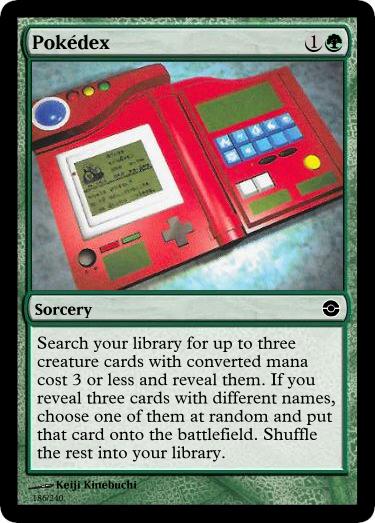 Pokédex
1
Sorcery
Search your library for up to three
creature cards with converted mana
cost 3 or less and reveal them. If you
reveal three cards with different names,
choose one of them at random and put
that card onto the battlefield. Shuffle
the rest into your library.
Keiji Kinebuchi
186/240